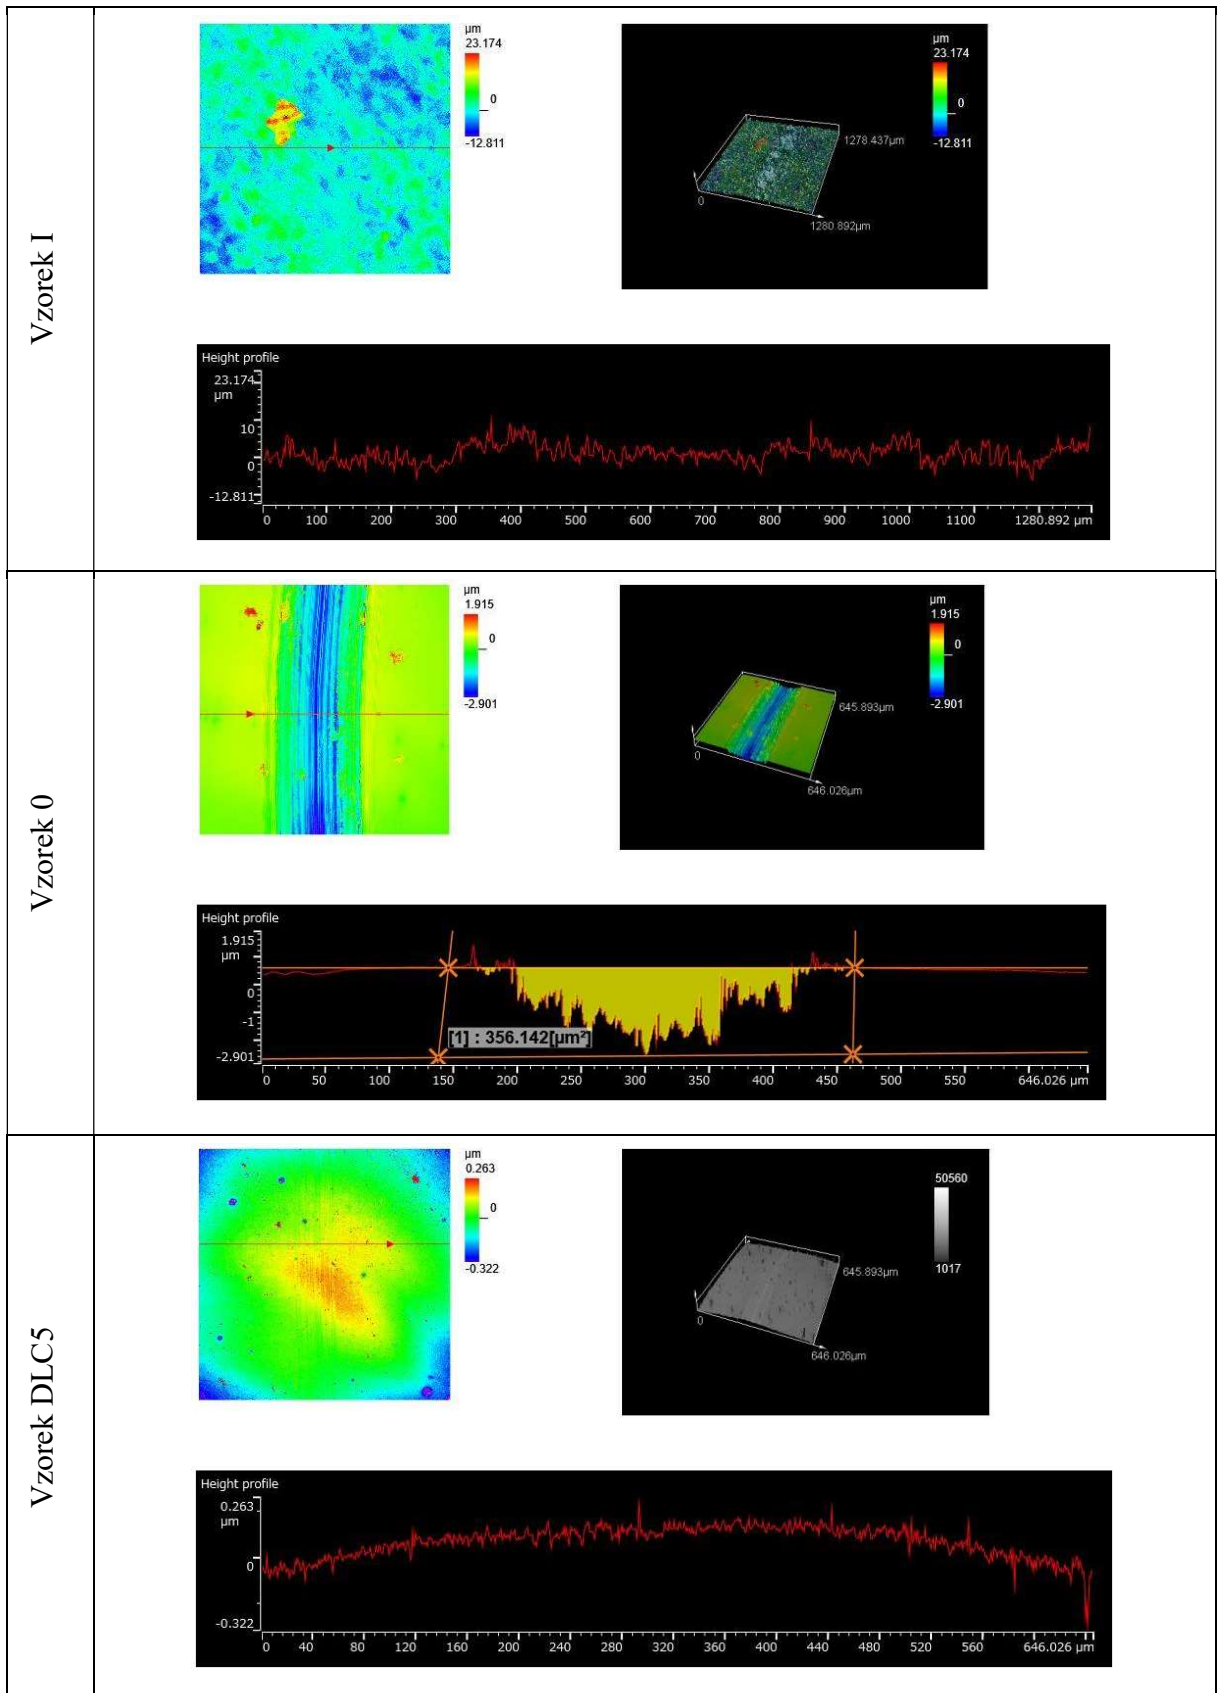 Vzorek I
µm
23.174
0
-12.811
µm
23.174
0
-12.811
1278.437µm
0
1280.892µm
Height profile
23.174
µm
10
0
-12.811
0 100 200 300 400 500 600 700 800 900 1000 1100 1280.892 µm
Vzorek 0
µm
1.915
0
-2.901
µm
1.915
0
-2.901
645.893µm
0
646.026µm
Height profile
1.915
µm
0
-1
-2.901
[1] : 356.142[µm²]
0 50 100 150 200 250 300 350 400 450 500 550 646.026 µm
Vzorek DLC5
µm
0.263
0
-0.322
50560
1017
645.893µm
0
646.026µm
Height profile
0.263
µm
0
-0.322
0 40 80 120 160 200 240 280 320 360 400 440 480 520 560 646.026 µm